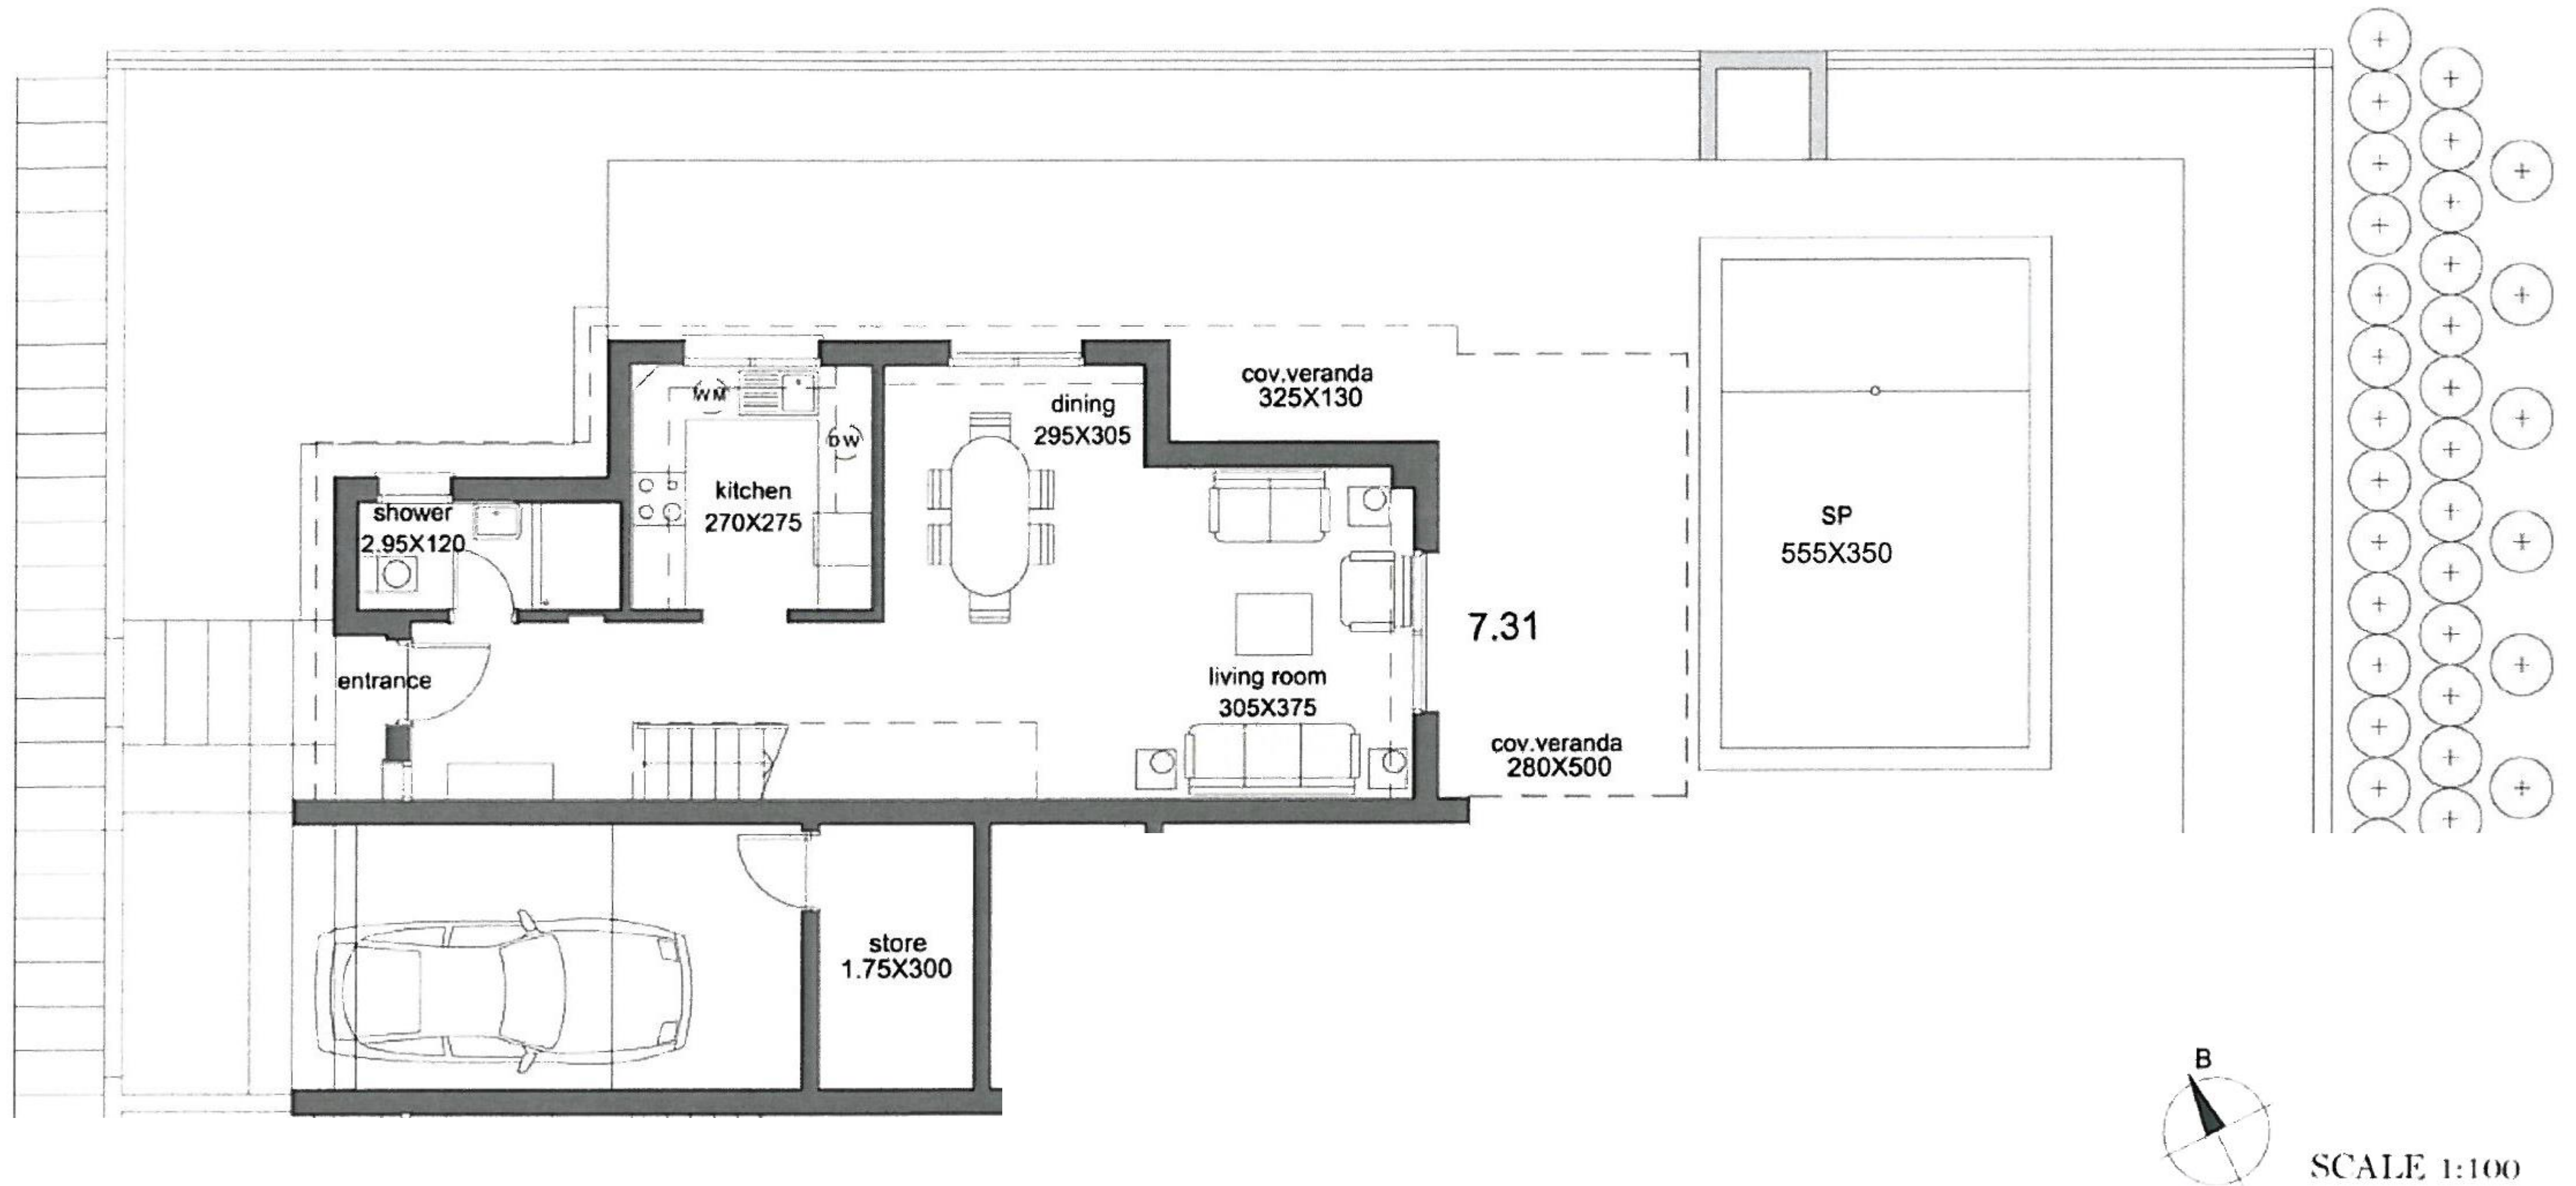 cov.veranda
325X130
dining
295X305
WM
DW
kitchen
270X275
shower
2.95X120
SP
555X350
7.31
entrance
living room
305X375
cov.veranda
280X500
store
1.75X300
B
SCALE 1:100